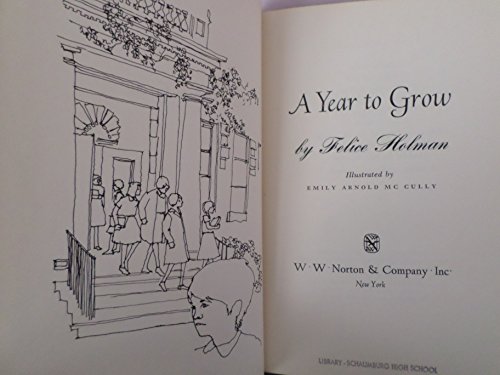 A Year to Grow
by Felice Holman
Illustrated by
EMILY ARNOLD MC CULLY
W · W · Norton & Company · Inc·
New York
LIBRARY - SCHAUMBURG HIGH SCHOOL